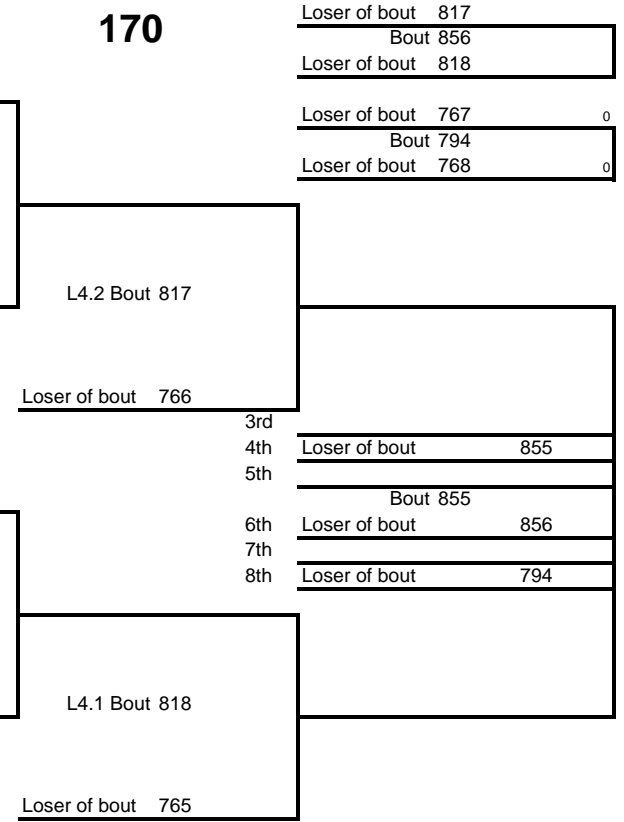 170
Loser of bout 817
Bout 856
Loser of bout 818
Loser of bout 767 0
Bout 794
Loser of bout 768 0
L4.2 Bout 817
Loser of bout 766
3rd
4th Loser of bout 855
5th
Bout 855
6th Loser of bout 856
7th
8th Loser of bout 794
L4.1 Bout 818
Loser of bout 765